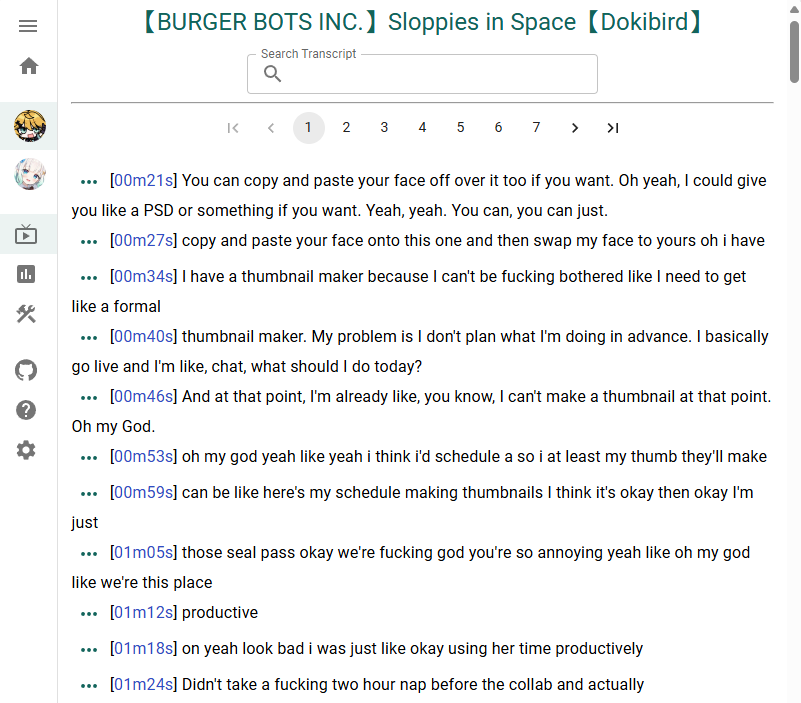 【BURGER BOTS INC.】Sloppies in Space【Dokibird】
Search Transcript
1 2 3 4 5 6 7
[00m21s] You can copy and paste your face off over it too if you want. Oh yeah, I could give
you like a PSD or something if you want. Yeah, yeah. You can, you can just.
[00m27s] copy and paste your face onto this one and then swap my face to yours oh i have
[00m34s] I have a thumbnail maker because I can't be fucking bothered like I need to get
like a formal
[00m40s] thumbnail maker. My problem is I don't plan what I'm doing in advance. I basically
go live and I'm like, chat, what should I do today?
[00m46s] And at that point, I'm already like, you know, I can't make a thumbnail at that point.
Oh my God.
[00m53s] oh my god yeah like yeah i think i'd schedule a so i at least my thumb they'll make
[00m59s] can be like here's my schedule making thumbnails I think it's okay then okay I'm
just
[01m05s] those seal pass okay we're fucking god you're so annoying yeah like oh my god
like we're this place
[01m12s] productive
[01m18s] on yeah look bad i was just like okay using her time productively
[01m24s] Didn't take a fucking two hour nap before the collab and actually